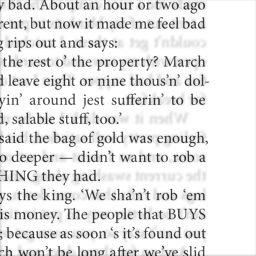 bad. About an hour or two ago
rent, but now it made me feel bad
rips out and says:
the rest o' the property? March
leave eight or nine thous'n' dol-
yin' around jest sufferin' to be
d, salable stuff, too.'
said the bag of gold was enough,
o deeper — didn't want to rob a
HING they had.
ys the king. 'We sha'n't rob 'em
is money. The people that BUYS
; because as soon 's it's found out
ch won't be long after we've slid